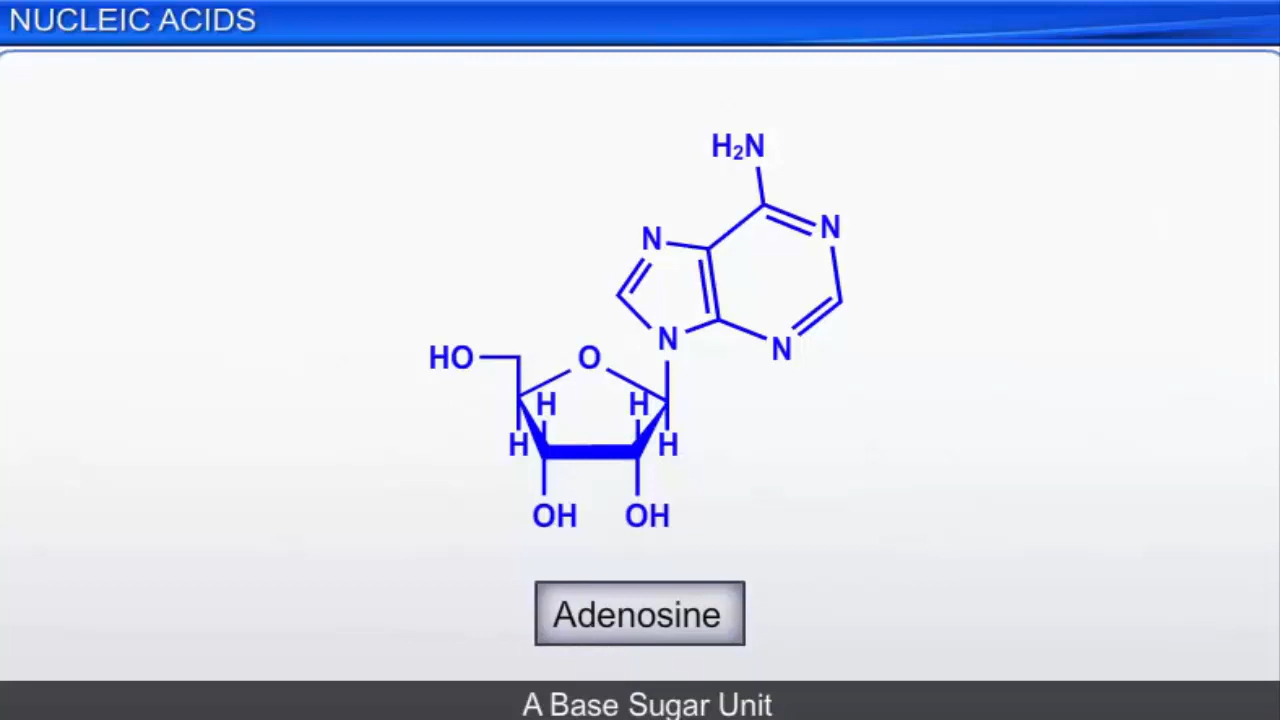 NUCLEIC ACIDS
H₂N
N
N
N
N
HO
O
H
H
H
H
OH
OH
Adenosine
A Base Sugar Unit